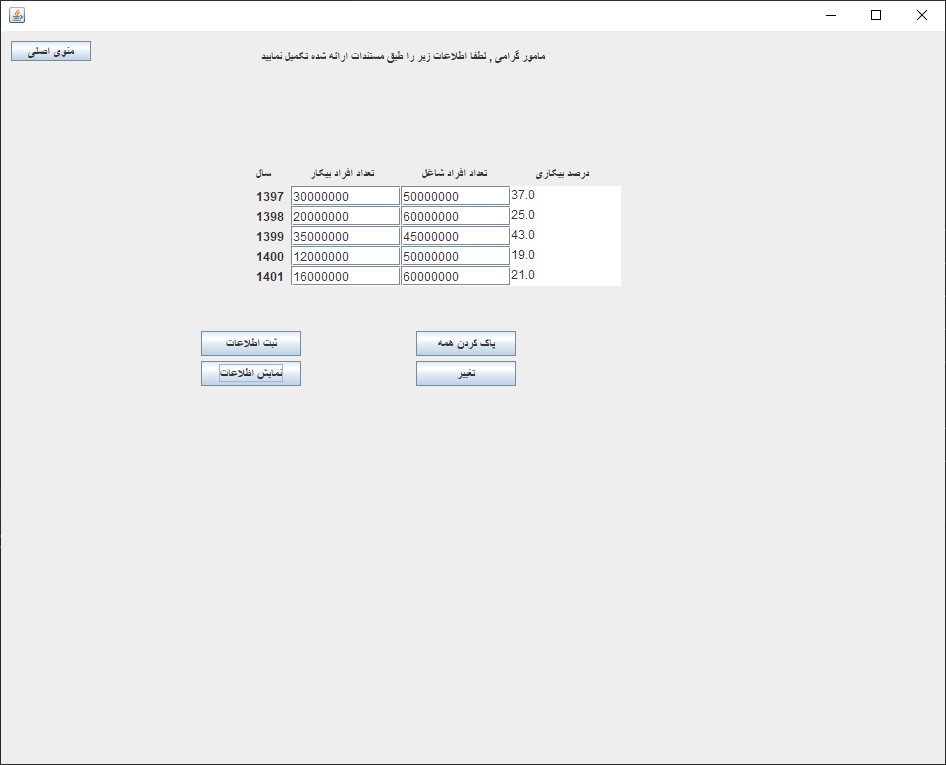 منوی اصلی
مامور گرامی , لطفا اطلاعات زیر را طبق مستندات ارائه شده تکمیل نمایید
سال تعداد افراد بیکار تعداد افراد شاغل درصد بیکاری
1397 30000000 50000000 37.0
1398 20000000 60000000 25.0
1399 35000000 45000000 43.0
1400 12000000 50000000 19.0
1401 16000000 60000000 21.0
ثبت اطلاعات پاک کردن همه
نمایش اطلاعات تغییر